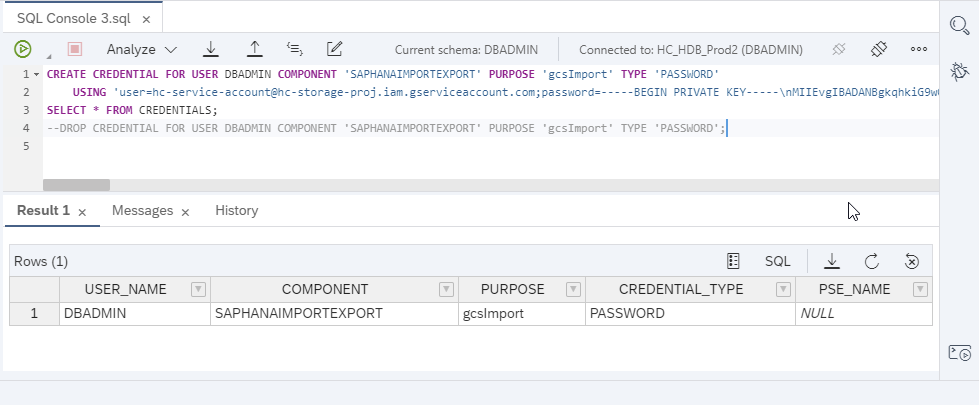 SQL Console 3.sql ×
Analyze Current schema: DBADMIN Connected to: HC_HDB_Prod2 (DBADMIN)
1 CREATE CREDENTIAL FOR USER DBADMIN COMPONENT 'SAPHANAIMPORTEXPORT' PURPOSE 'gcsImport' TYPE 'PASSWORD'
2 USING 'user=hc-service-account@hc-storage-proj.iam.gserviceaccount.com;password=-----BEGIN PRIVATE KEY-----\nMIIEvgIBADANBgkqhkiG9w
3 SELECT * FROM CREDENTIALS;
4 --DROP CREDENTIAL FOR USER DBADMIN COMPONENT 'SAPHANAIMPORTEXPORT' PURPOSE 'gcsImport' TYPE 'PASSWORD';
5
Result 1 × Messages × History
Rows (1) SQL
USER_NAME COMPONENT PURPOSE CREDENTIAL_TYPE PSE_NAME
1 DBADMIN SAPHANAIMPORTEXPORT gcsImport PASSWORD NULL